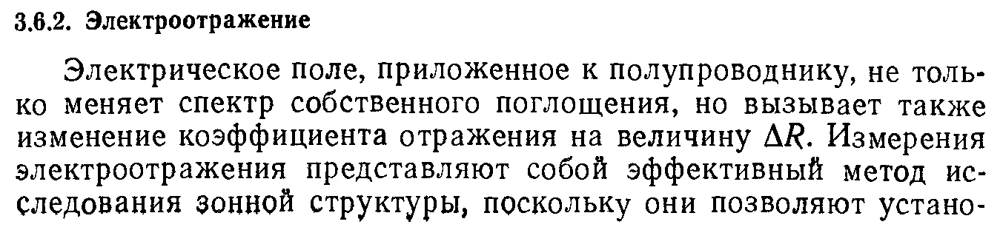 3.6.2. Электроотражение
Электрическое поле, приложенное к полупроводнику, не толь-
ко меняет спектр собственного поглощения, но вызывает также
изменение коэффициента отражения на величину ΔR. Измерения
электроотражения представляют собой эффективный метод ис-
следования зонной структуры, поскольку они позволяют устано-